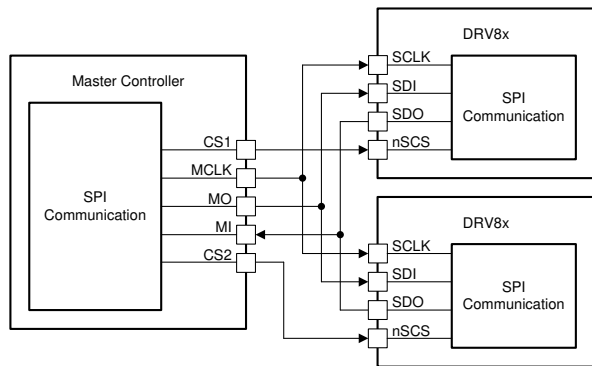 Master Controller
SPI
Communication
CS1
MCLK
MO
MI
CS2
DRV8x
SCLK
SDI
SDO
nSCS
SPI
Communication
DRV8x
SCLK
SDI
SDO
nSCS
SPI
Communication